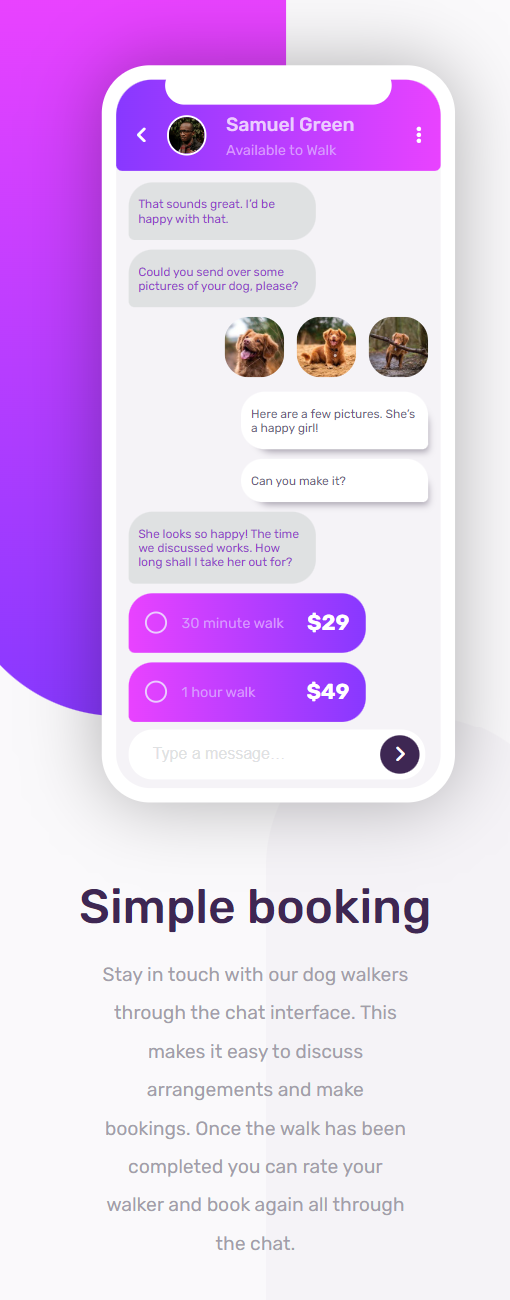 Samuel Green
Available to Walk
That sounds great. I’d be
happy with that.
Could you send over some
pictures of your dog, please?
Here are a few pictures. She’s
a happy girl!
Can you make it?
She looks so happy! The time
we discussed works. How
long shall I take her out for?
30 minute walk $29
1 hour walk $49
Type a message…
Simple booking
Stay in touch with our dog walkers
through the chat interface. This
makes it easy to discuss
arrangements and make
bookings. Once the walk has been
completed you can rate your
walker and book again all through
the chat.